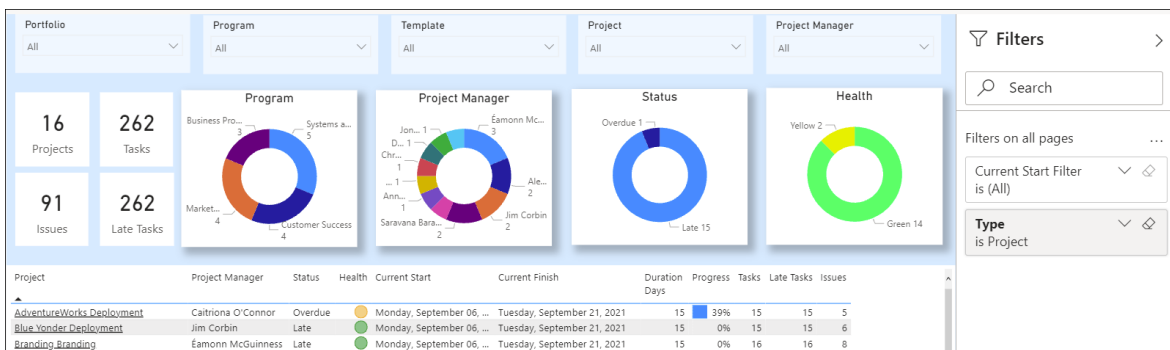 Portfolio
All
Program
All
Template
All
Project
All
Project Manager
All
16
Projects
262
Tasks
91
Issues
262
Late Tasks
Program
Business Pro...
3
Systems a...
5
Market...
4
Customer Success
4
Project Manager
Jon... 1
D... 1
Chr...
1
... 1
Ann...
1
Saravana Bara...
2
Éamonn Mc...
3
Ale...
2
Jim Corbin
2
Status
Overdue 1
Late 15
Health
Yellow 2
Green 14
Project Project Manager Status Health Current Start Current Finish Duration Days Progress Tasks Late Tasks Issues
AdventureWorks Deployment Caitriona O'Connor Overdue Monday, September 06, ... Tuesday, September 21, 2021 15 39% 15 15 5
Blue Yonder Deployment Jim Corbin Late Monday, September 06, ... Tuesday, September 21, 2021 15 0% 15 15 6
Branding Branding Éamonn McGuinness Late Monday, September 06, ... Tuesday, September 21, 2021 15 0% 16 16 8
Filters
Search
Filters on all pages ...
Current Start Filter
is (All)
Type
is Project